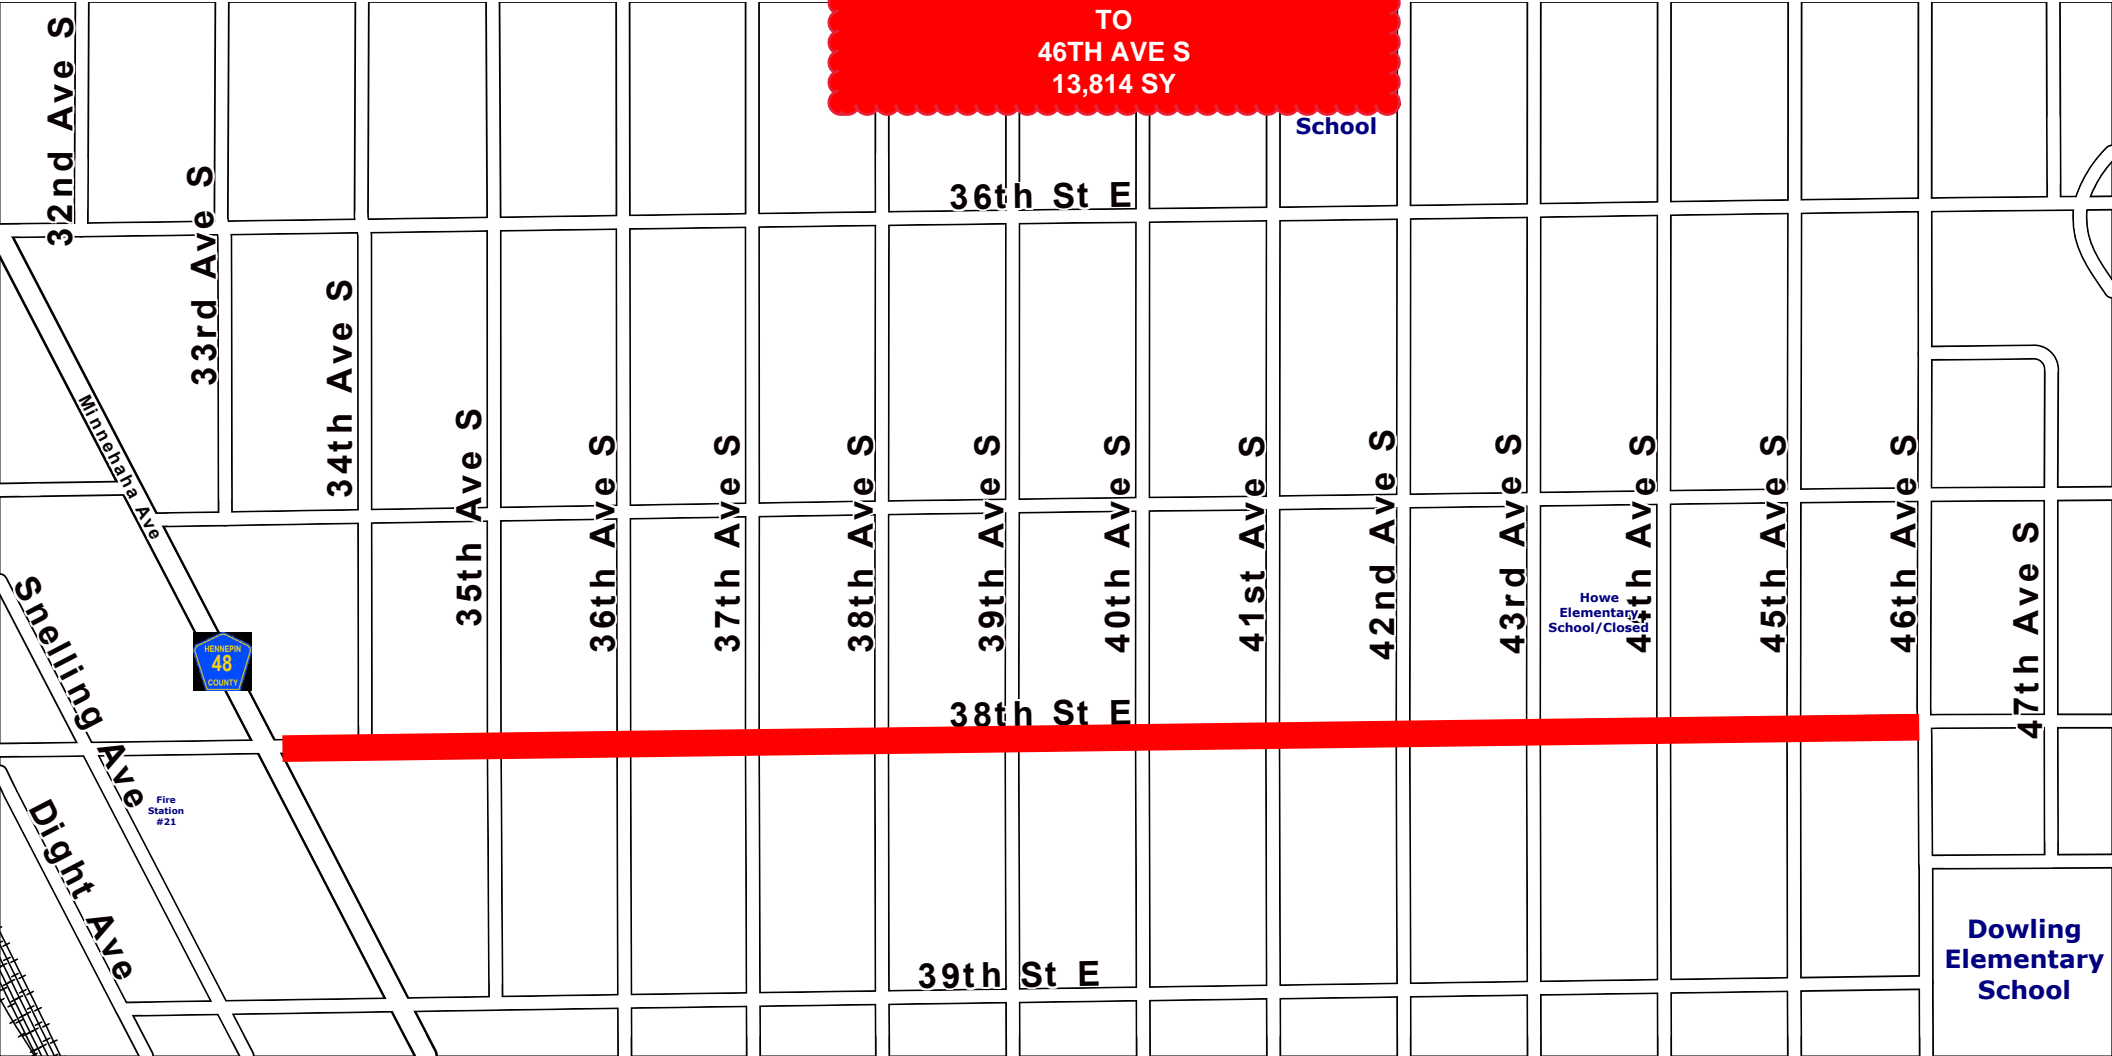 TO
46TH AVE S
13,814 SY
School
32nd Ave S
33rd Ave S
34th Ave S
35th Ave S
36th Ave S
37th Ave S
38th Ave S
39th Ave S
40th Ave S
41st Ave S
42nd Ave S
43rd Ave S
44th Ave S
45th Ave S
46th Ave S
47th Ave S
36th St E
Minnehaha Ave
Howe
Elementary
School/Closed
Snelling Ave
HENNEPIN
48
COUNTY
38th St E
Fire
Station
#21
Dight Ave
39th St E
Dowling
Elementary
School